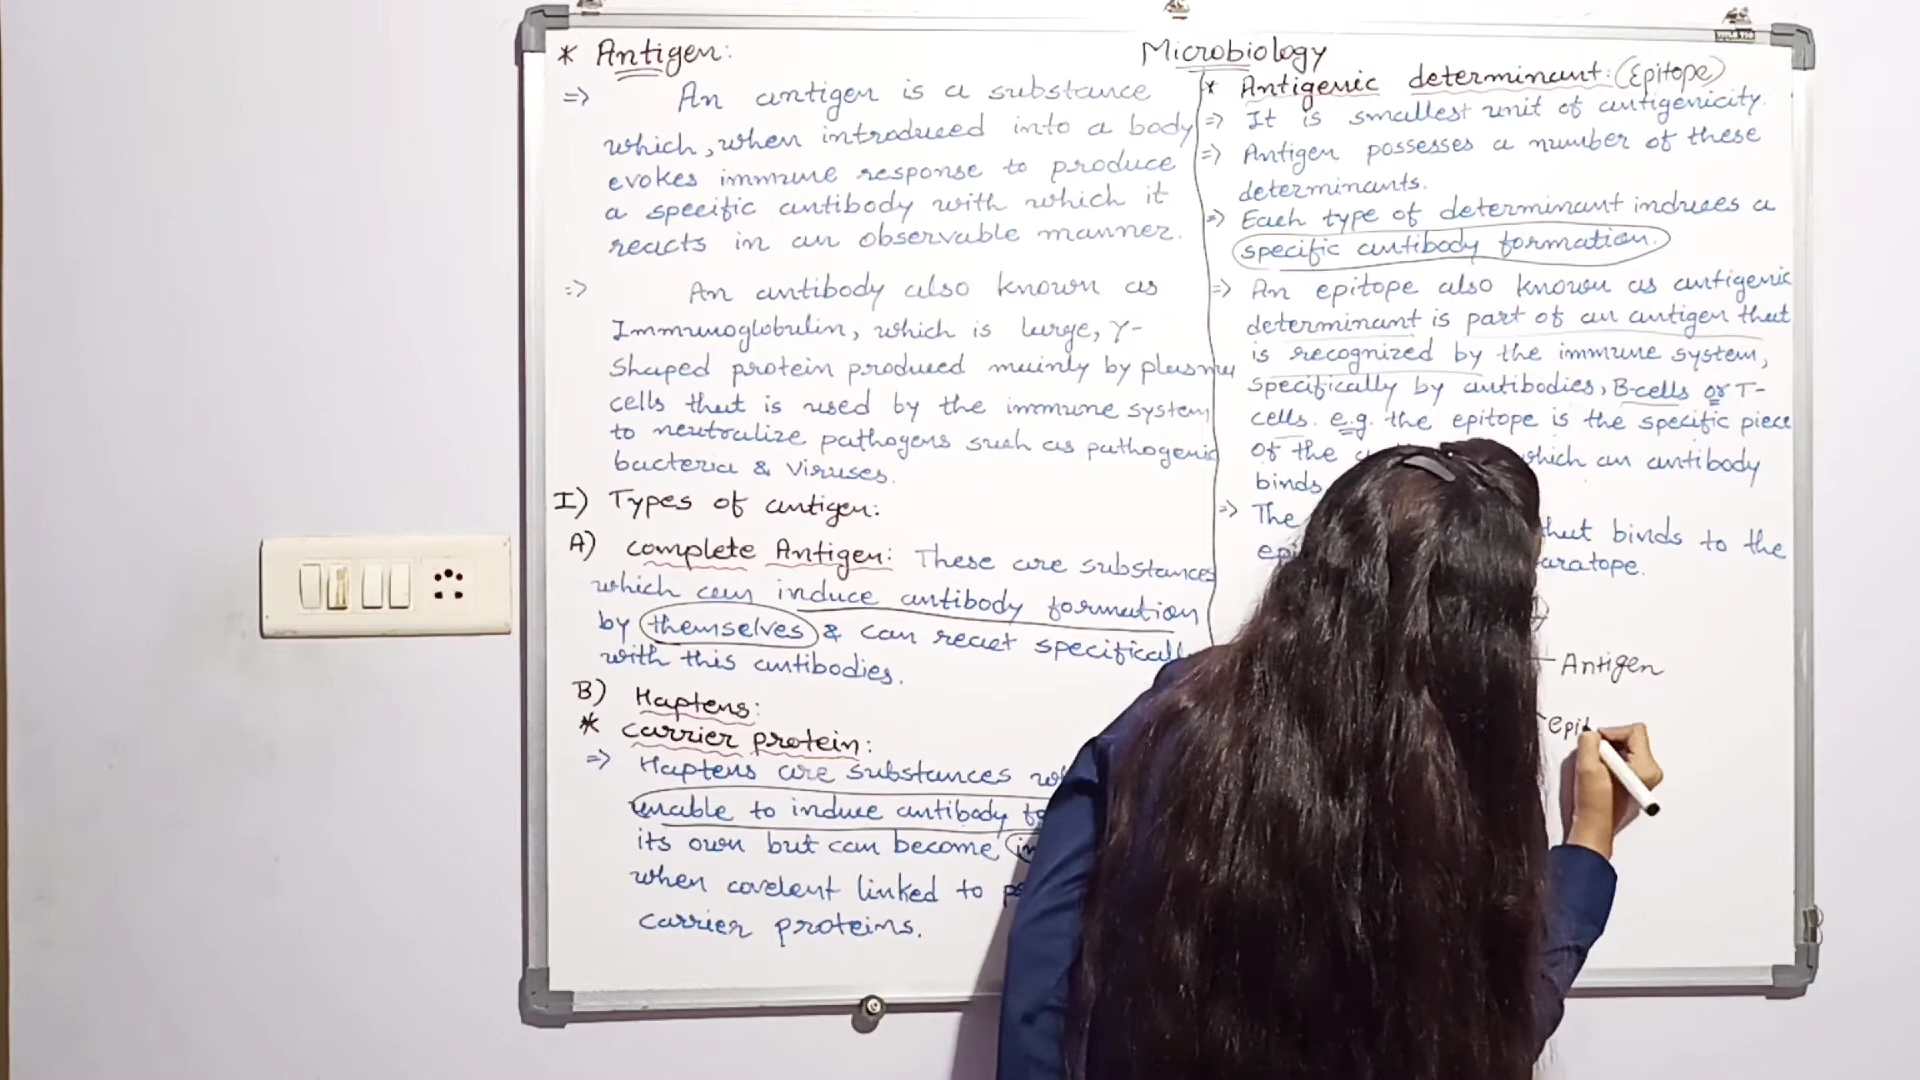 Microbiology
* Antigen:
=> An antigen is a substance
which, when introduced into a body
evokes immune response to produce
a specific antibody with which it
reacts in an observable manner.
=> An antibody also known as
Immunoglobulin, which is large, Y-
shaped protein produced mainly by plasma
cells that is used by the immune system
to neutralize pathogens such as pathogenic
bacteria & viruses.
I) Types of antigen:
A) complete Antigen: These are substances
which can induce antibody formation
by themselves & can react specifically
with this antibodies.
B) Haptens:
* carrier protein:
=> Haptens are substances
unable to induce antibody
its own but can become
when covelent linked to
carrier proteins.
* Antigenic determinant: (Epitope)
=> It is smallest unit of antigenicity.
=> Antigen possesses a number of these
determinants.
=> Each type of determinant induces a
specific antibody formation.
=> An epitope also known as antigenic
determinant is part of an antigen that
is recognized by the immune system,
specifically by antibodies, B-cells or T-
cells. e.g. the epitope is the specific piece
of the which an antibody
binds
=> The that binds to the
Antigen